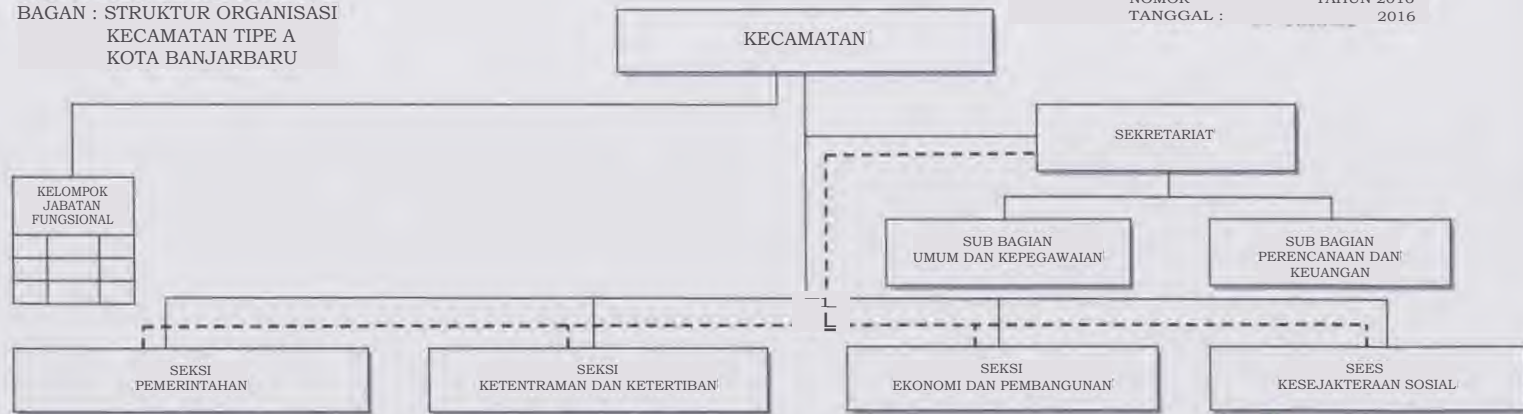 BAGAN : STRUKTUR ORGANISASI
KECAMATAN TIPE A
KOTA BANJARBARU
NOMOR TAHUN 2016
TANGGAL : 2016
KECAMATAN
SEKRETARIAT
KELOMPOK
JABATAN
FUNGSIONAL
SUB BAGIAN
UMUM DAN KEPEGAWAIAN
SUB BAGIAN
PERENCANAAN DAN
KEUANGAN
SEKSI
PEMERINTAHAN
SEKSI
KETENTRAMAN DAN KETERTIBAN
SEKSI
EKONOMI DAN PEMBANGUNAN
SEES
KESEJAKTERAAN SOSIAL